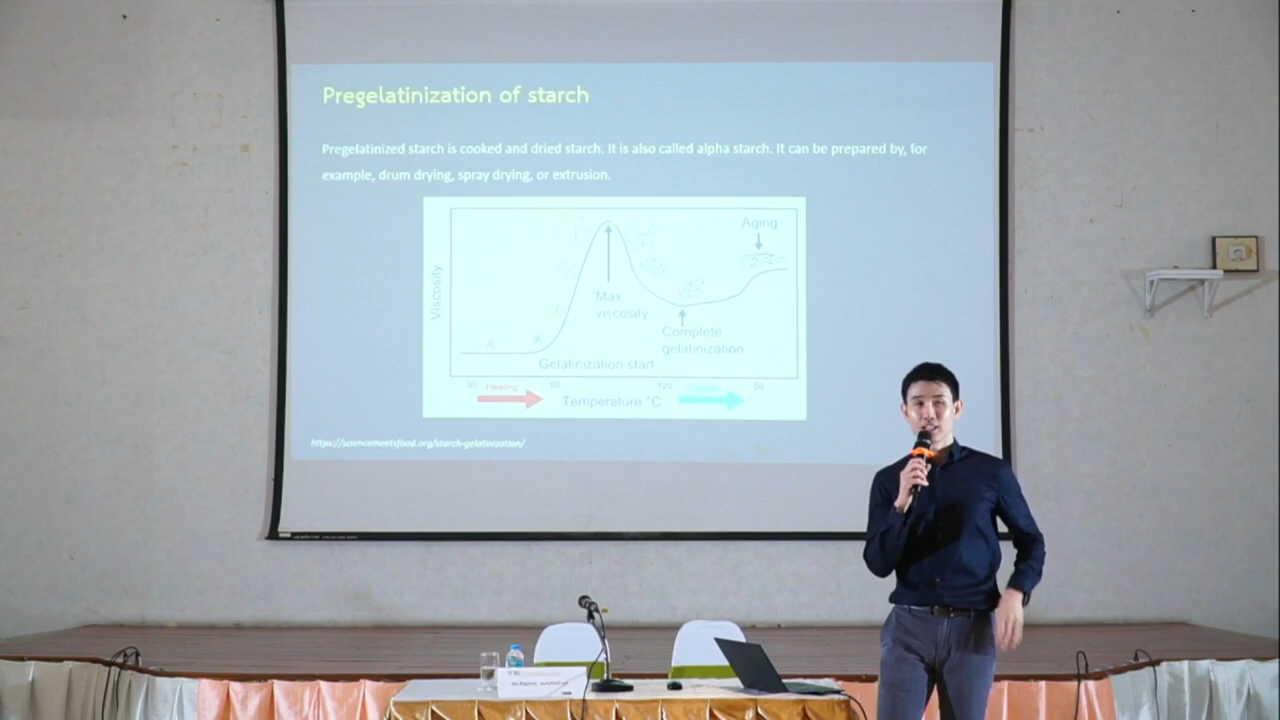 Pregelatinization of starch
Pregelatinized starch is cooked and dried starch. It is also called alpha starch. It can be prepared by, for
example, drum drying, spray drying, or extrusion.
Aging
Viscosity
Max
viscosity
Complete
gelatinization
Gelatinization start
30 Heating 60 120 50
Temperature °C
https://sciencemeetsfood.org/starch-gelatinization/